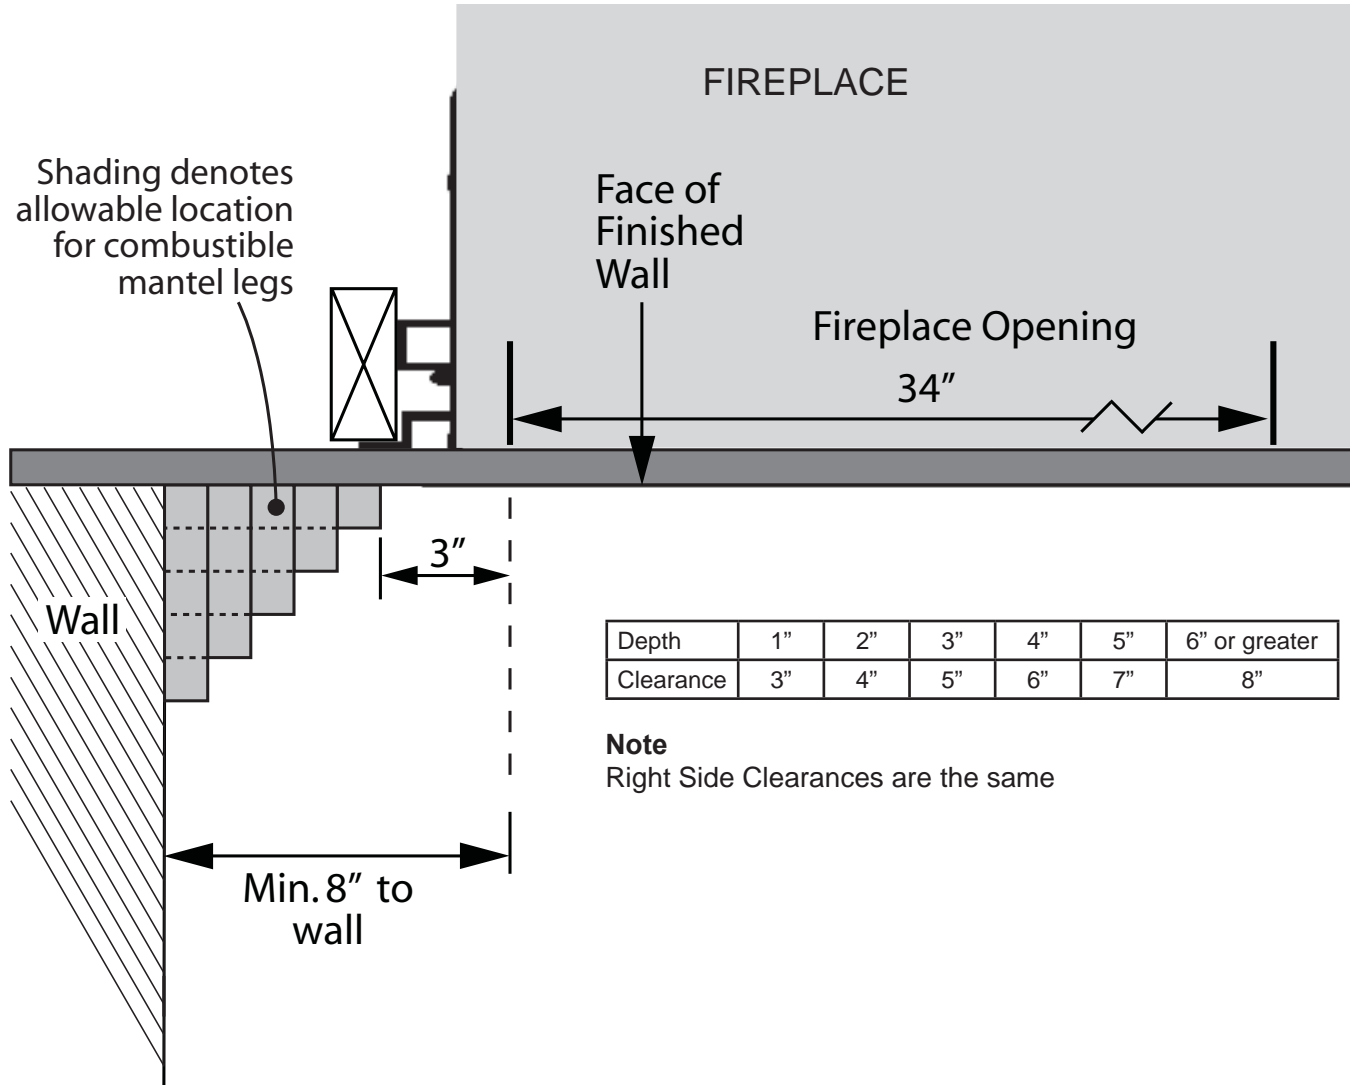 FIREPLACE
Shading denotes
allowable location
for combustible
mantel legs
Face of
Finished
Wall
Fireplace Opening
34”
3”
Wall
Depth 1” 2” 3” 4” 5” 6” or greater
Clearance 3” 4” 5” 6” 7” 8”
Note
Right Side Clearances are the same
Min. 8” to
wall